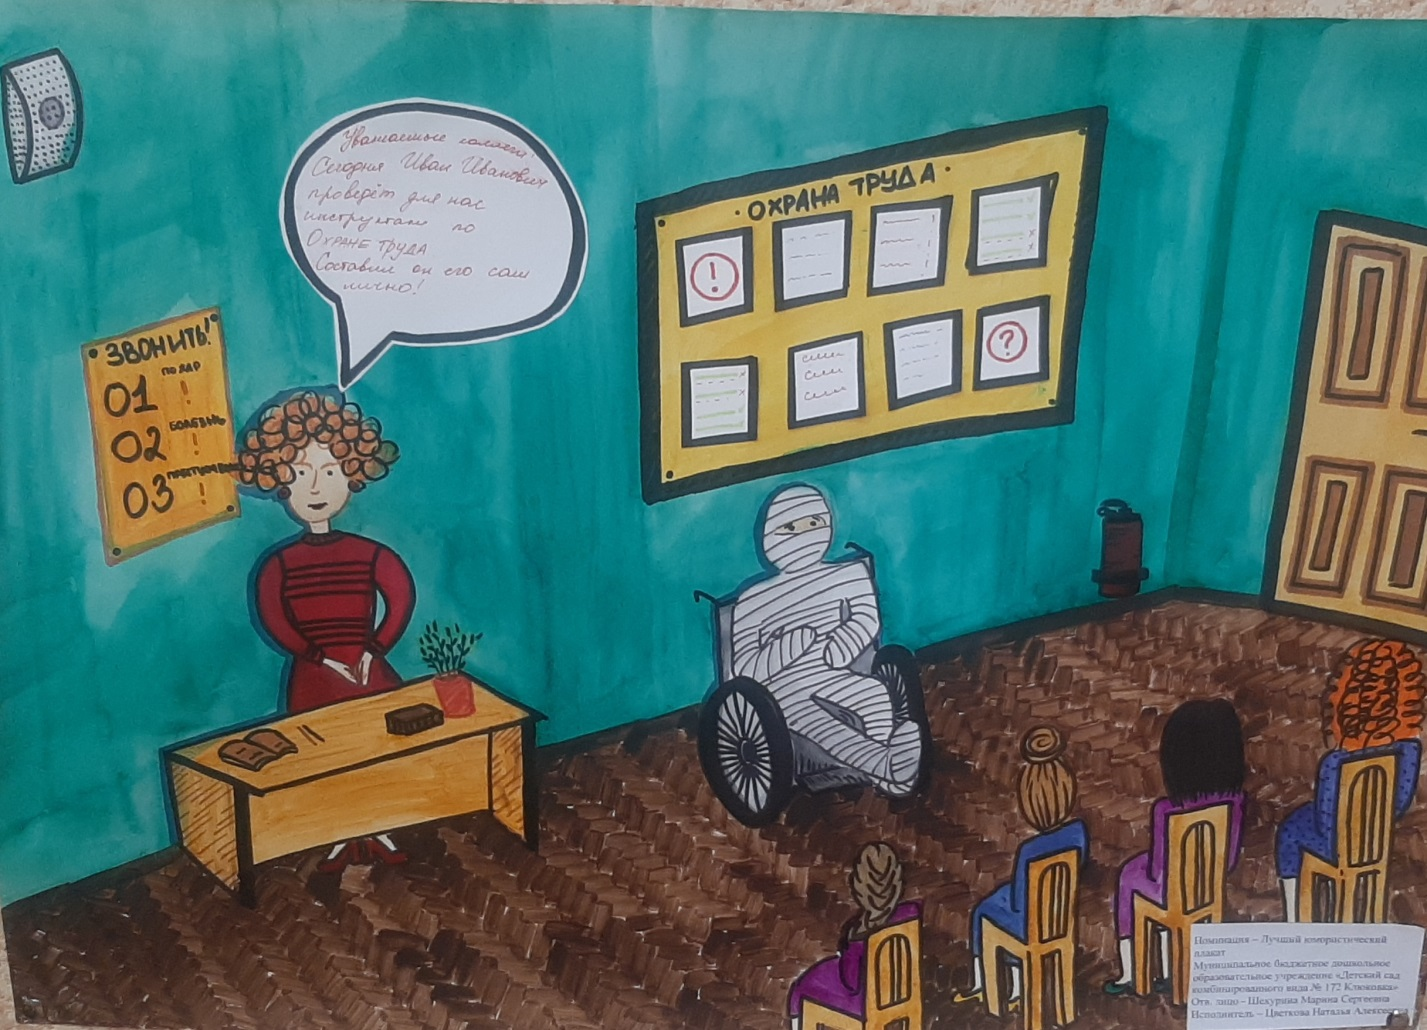 Уважаемые коллеги!
Сегодня Иван Иванович
проведёт для нас
инструктаж по
ОХРАНЕ ТРУДА
Составил он его сам
лично!
·ОХРАНА ТРУДА·
!
?
ЗВОНИТЬ!
01 ПОЖАР !
02 !
03 !
Номинация – Лучший юмористический
плакат
Муниципальное бюджетное дошкольное
образовательное учреждение «Детский сад
комбинированного вида № 172 Клюковка»
Отв. лицо – Шехурина Марина Сергеевна
Исполнитель – Цветкова Наталья